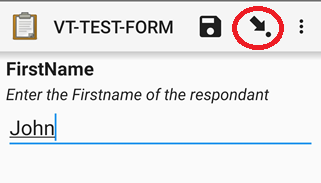 VT-TEST-FORM
FirstName
Enter the Firstname of the respondant
John